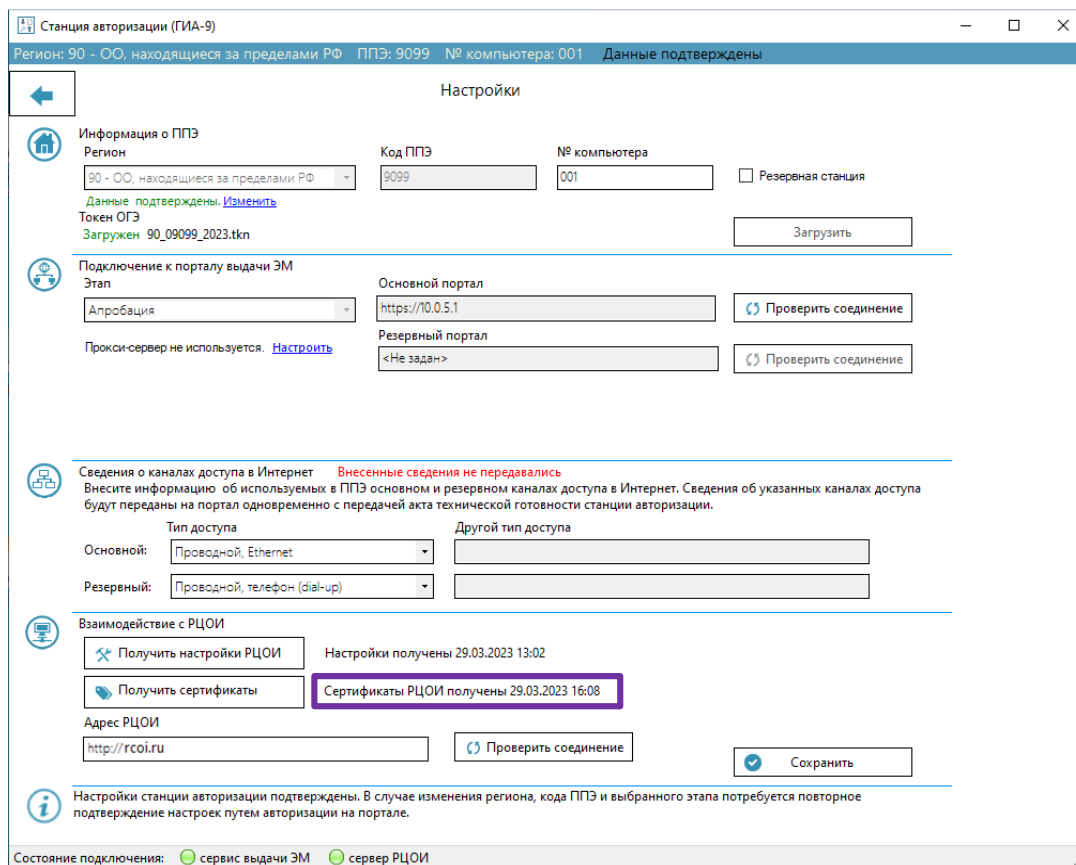 Станция авторизации (ГИА-9)
Регион: 90 - ОО, находящиеся за пределами РФ ППЭ: 9099 № компьютера: 001 Данные подтверждены
Настройки
Информация о ППЭ
Регион Код ППЭ № компьютера
90 - ОО, находящиеся за пределами РФ 9099 001 Резервная станция
Данные подтверждены. Изменить
Токен ОГЭ
Загружен 90_09099_2023.tkn Загрузить
Подключение к порталу выдачи ЭМ
Этап Основной портал
Апробация https://10.0.5.1 Проверить соединение
Резервный портал
Прокси-сервер не используется. Настроить <Не задан> Проверить соединение
Сведения о каналах доступа в Интернет Внесенные сведения не передавались
Внесите информацию об используемых в ППЭ основном и резервном каналах доступа в Интернет. Сведения об указанных каналах доступа
будут переданы на портал одновременно с передачей акта технической готовности станции авторизации.
Тип доступа Другой тип доступа
Основной: Проводной, Ethernet
Резервный: Проводной, телефон (dial-up)
Взаимодействие с РЦОИ
Получить настройки РЦОИ Настройки получены 29.03.2023 13:02
Получить сертификаты Сертификаты РЦОИ получены 29.03.2023 16:08
Адрес РЦОИ
http://rcoi.ru Проверить соединение
Сохранить
Настройки станции авторизации подтверждены. В случае изменения региона, кода ППЭ и выбранного этапа потребуется повторное
подтверждение настроек путем авторизации на портале.
Состояние подключения: сервис выдачи ЭМ сервер РЦОИ